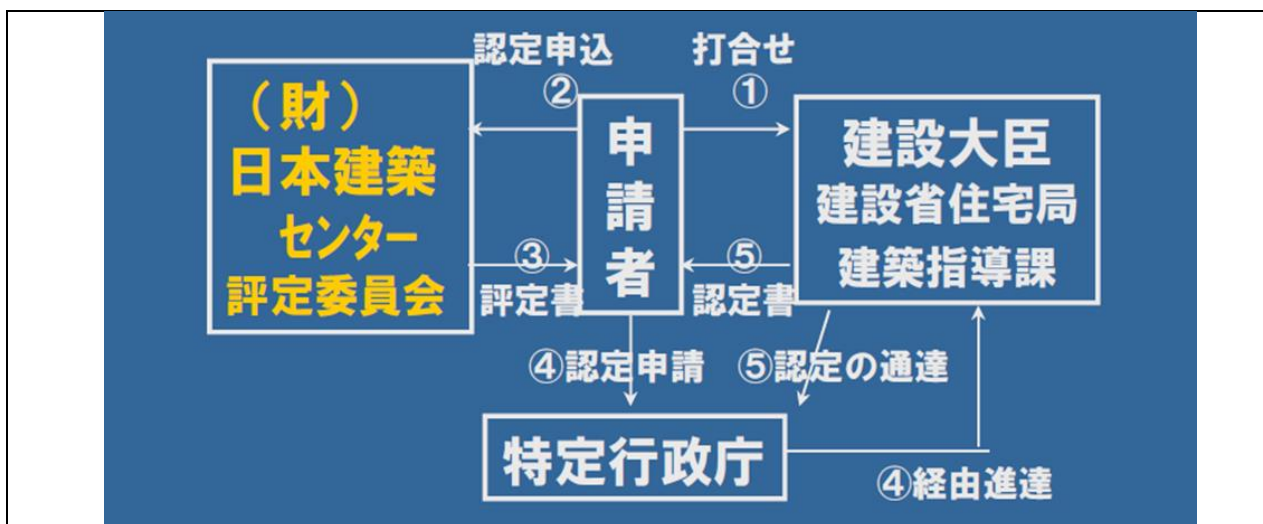 認定申込
②
打合せ
①
（財）
日本建築
センター
評定委員会
申
請
者
建設大臣
建設省住宅局
建築指導課
③
評定書
⑤
認定書
④認定申請
⑤認定の通達
特定行政庁
④経由進達